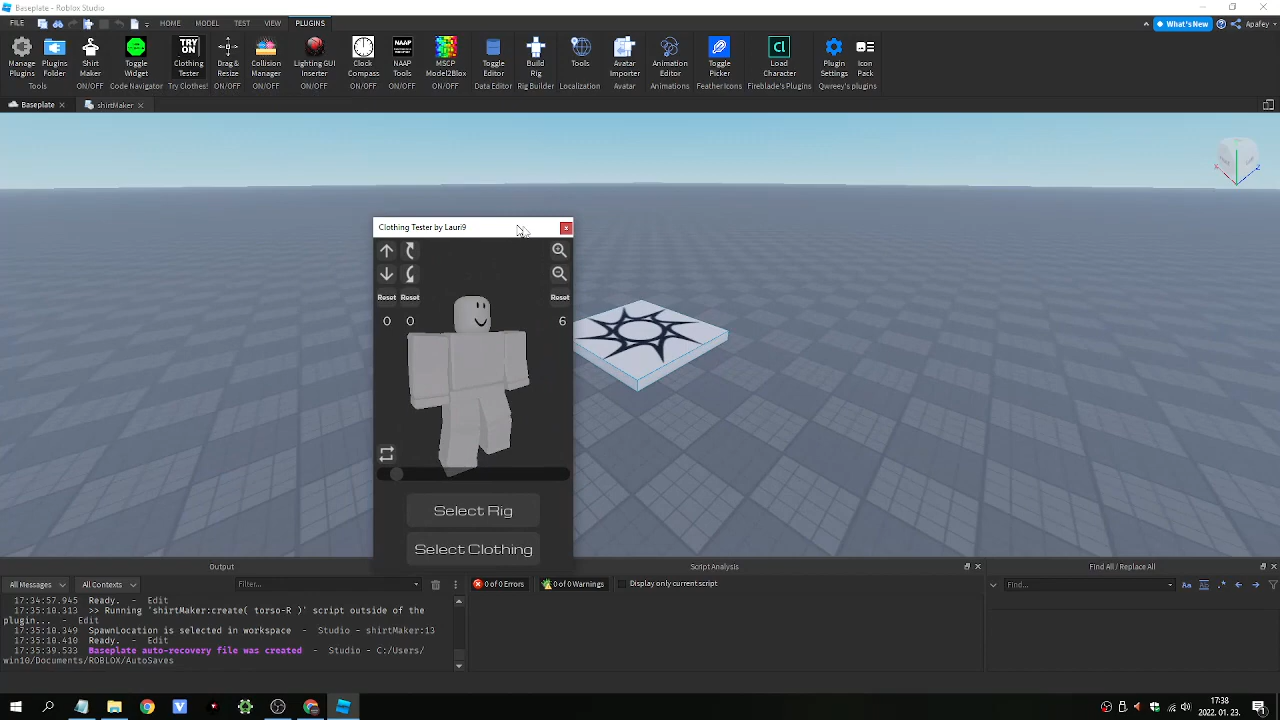 Baseplate - Roblox Studio
FILE HOME MODEL TEST VIEW PLUGINS What's New Apafey
TRY ON NAAP Cl
Manage Plugins Plugins Folder Shirt Maker Toggle Widget Clothing Tester Drag & Resize Collision Manager Lighting GUI Inserter Clock Compass NAAP Tools MSCP Model2Blox Toggle Editor Build Rig Tools Avatar Importer Animation Editor Toggle Picker Load Character Plugin Settings Icon Pack
Tools ON/OFF Code Navigator Try Clothes! ON/OFF ON/OFF ON/OFF ON/OFF ON/OFF ON/OFF Data Editor Rig Builder Localization Avatar Animations Feather Icons Fireblade's Plugins Qwreey's plugins
Baseplate shirtMaker
Clothing Tester by Lauri9
Reset Reset Reset
0 0 6
Select Rig
Select Clothing
Output Script Analysis Find All / Replace All
All Messages All Contexts Filter... 0 of 0 Errors 0 of 0 Warnings Display only current script Find... Aa
17:34:57.945 Ready. - Edit
17:35:10.313 >> Running 'shirtMaker:create( torso-R )' script outside of the
plugin... - Edit
17:35:10.349 SpawnLocation is selected in workspace - Studio - shirtMaker:13
17:35:10.410 Ready. - Edit
17:35:39.533 Baseplate auto-recovery file was created - Studio - C:/Users/
win10/Documents/ROBLOX/AutoSaves
17:38
2022. 01. 23.